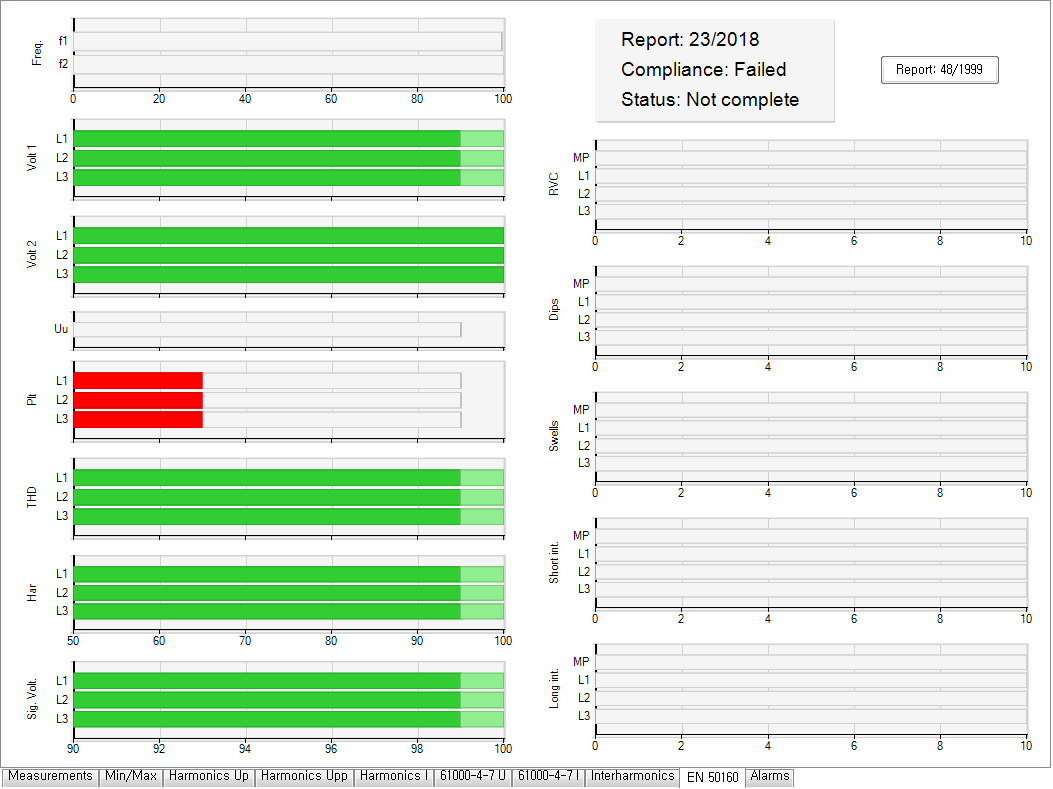 Freq.
f1
f2
0 20 40 60 80 100
Volt 1
L1
L2
L3
Volt 2
L1
L2
L3
Uu
Plt
L1
L2
L3
THD
L1
L2
L3
Har
L1
L2
L3
50 60 70 80 90 100
Sig. Volt.
L1
L2
L3
90 92 94 96 98 100
Report: 23/2018
Compliance: Failed
Status: Not complete
Report: 48/1999
RVC
MP
L1
L2
L3
0 2 4 6 8 10
Dips
MP
L1
L2
L3
0 2 4 6 8 10
Swells
MP
L1
L2
L3
0 2 4 6 8 10
Short int.
MP
L1
L2
L3
0 2 4 6 8 10
Long int.
MP
L1
L2
L3
0 2 4 6 8 10
Measurements Min/Max Harmonics Up Harmonics Upp Harmonics I 61000-4-7 U 61000-4-7 I Interharmonics EN 50160 Alarms